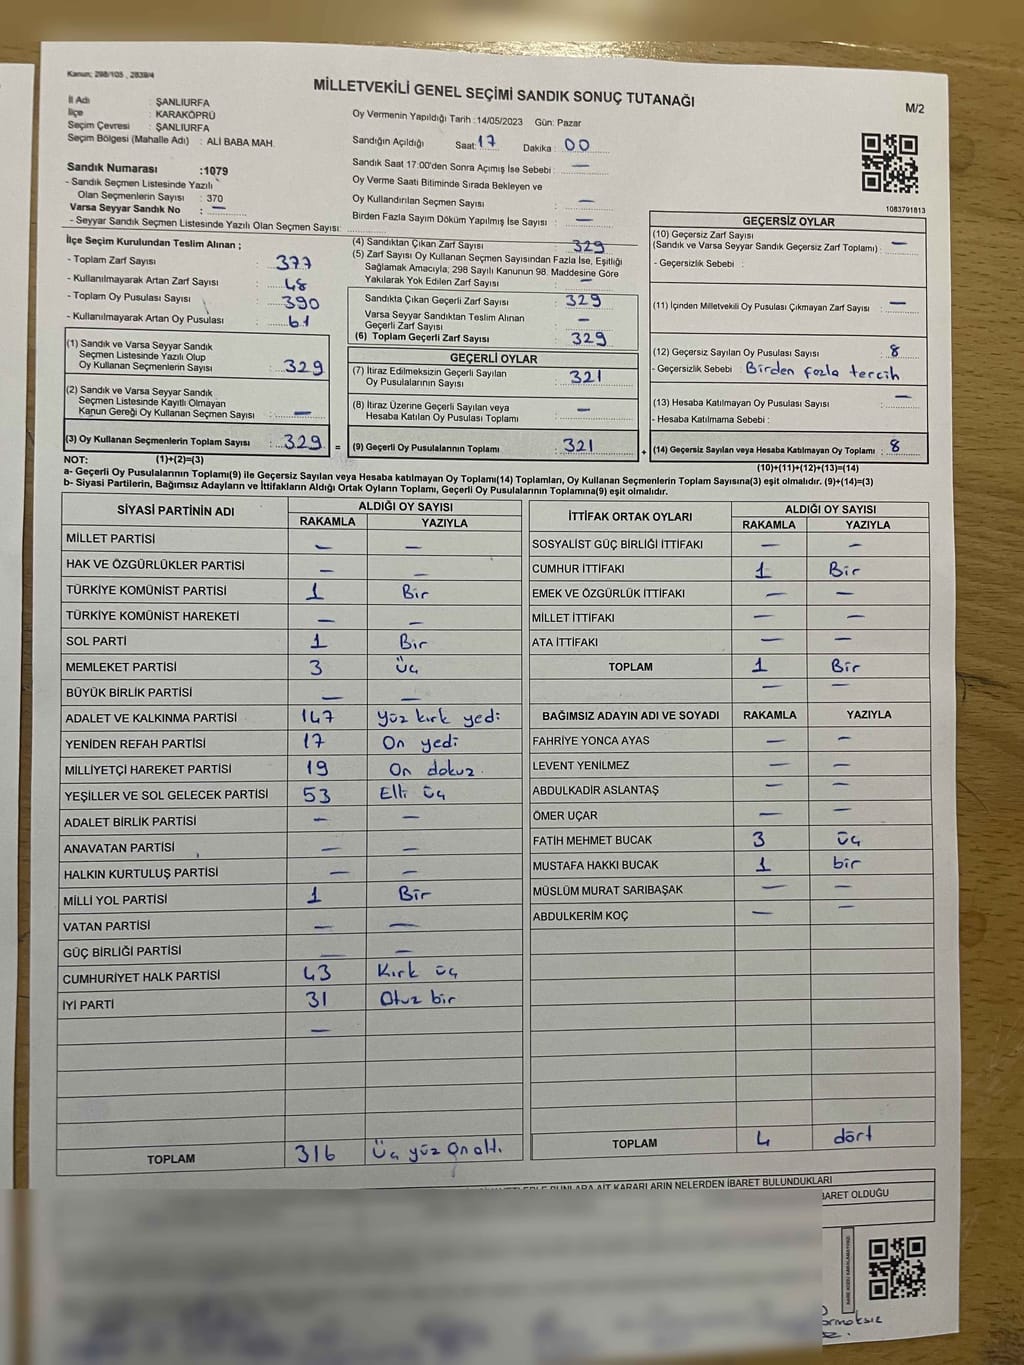 Kanun; 298/105 , 2839/4
MİLLETVEKİLİ GENEL SEÇİMİ SANDIK SONUÇ TUTANAĞI
M/2
İl Adı : ŞANLIURFA
İlçe : KARAKÖPRÜ
Seçim Çevresi : ŞANLIURFA
Seçim Bölgesi (Mahalle Adı) : ALİ BABA MAH.
Sandık Numarası :1079
- Sandık Seçmen Listesinde Yazılı
Olan Seçmenlerin Sayısı : 370
Varsa Seyyar Sandık No : —
- Seyyar Sandık Seçmen Listesinde Yazılı Olan Seçmen Sayısı:
Oy Vermenin Yapıldığı Tarih :14/05/2023 Gün: Pazar
Sandığın Açıldığı Saat: 17 Dakika : 00
Sandık Saat 17:00'den Sonra Açımış İse Sebebi : —
Oy Verme Saati Bitiminde Sırada Bekleyen ve
Oy Kullandırılan Seçmen Sayısı : —
Birden Fazla Sayım Döküm Yapılmış İse Sayısı : —
1083791813
İlçe Seçim Kurulundan Teslim Alınan ;
- Toplam Zarf Sayısı : 377
- Kullanılmayarak Artan Zarf Sayısı : 48
- Toplam Oy Pusulası Sayısı : 390
- Kullanılmayarak Artan Oy Pusulası : 61
(1) Sandık ve Varsa Seyyar Sandık
Seçmen Listesinde Yazılı Olup
Oy Kullanan Seçmenlerin Sayısı : 329
(2) Sandık ve Varsa Seyyar Sandık
Seçmen Listesinde Kayıtlı Olmayan
Kanun Gereği Oy Kullanan Seçmen Sayısı : —
(3) Oy Kullanan Seçmenlerin Toplam Sayısı : 329 =
(4) Sandıktan Çıkan Zarf Sayısı : 329
(5) Zarf Sayısı Oy Kullanan Seçmen Sayısından Fazla İse, Eşitliği
Sağlamak Amacıyla; 298 Sayılı Kanunun 98. Maddesine Göre
Yakılarak Yok Edilen Zarf Sayısı : —
Sandıkta Çıkan Geçerli Zarf Sayısı : 329
Varsa Seyyar Sandıktan Teslim Alınan
Geçerli Zarf Sayısı : —
(6) Toplam Geçerli Zarf Sayısı : 329
GEÇERLİ OYLAR
(7) İtiraz Edilmeksizin Geçerli Sayılan
Oy Pusulalarının Sayısı : 321
(8) İtiraz Üzerine Geçerli Sayılan veya
Hesaba Katılan Oy Pusulası Toplamı : —
(9) Geçerli Oy Pusulalarının Toplamı : 321 +
GEÇERSİZ OYLAR
(10) Geçersiz Zarf Sayısı
(Sandık ve Varsa Seyyar Sandık Geçersiz Zarf Toplamı) : —
- Geçersizlik Sebebi :
(11) İçinden Milletvekili Oy Pusulası Çıkmayan Zarf Sayısı : —
(12) Geçersiz Sayılan Oy Pusulası Sayısı : 8
- Geçersizlik Sebebi : Birden fazla tercih
(13) Hesaba Katılmayan Oy Pusulası Sayısı : —
- Hesaba Katılmama Sebebi :
(14) Geçersiz Sayılan veya Hesaba Katılmayan Oy Toplamı : 8
NOT: (1)+(2)=(3)
(10)+(11)+(12)+(13)=(14)
a- Geçerli Oy Pusulalarının Toplamı(9) ile Geçersiz Sayılan veya Hesaba katılmayan Oy Toplamı(14) Toplamları, Oy Kullanan Seçmenlerin Toplam Sayısına(3) eşit olmalıdır. (9)+(14)=(3)
b- Siyasi Partilerin, Bağımsız Adayların ve İttifakların Aldığı Ortak Oyların Toplamı, Geçerli Oy Pusulalarının Toplamına(9) eşit olmalıdır.
SİYASİ PARTİNİN ADI ALDIĞI OY SAYISI
RAKAMLA YAZIYLA
MİLLET PARTİSİ — —
HAK VE ÖZGÜRLÜKLER PARTİSİ — —
TÜRKİYE KOMÜNİST PARTİSİ 1 Bir
TÜRKİYE KOMÜNİST HAREKETİ — —
SOL PARTİ 1 Bir
MEMLEKET PARTİSİ 3 Üç
BÜYÜK BİRLİK PARTİSİ — —
ADALET VE KALKINMA PARTİSİ 147 Yüz kırk yedi
YENİDEN REFAH PARTİSİ 17 On yedi
MİLLİYETÇİ HAREKET PARTİSİ 19 On dokuz
YEŞİLLER VE SOL GELECEK PARTİSİ 53 Elli üç
ADALET BİRLİK PARTİSİ — —
ANAVATAN PARTİSİ — —
HALKIN KURTULUŞ PARTİSİ — —
MİLLİ YOL PARTİSİ 1 Bir
VATAN PARTİSİ — —
GÜÇ BİRLİĞİ PARTİSİ — —
CUMHURİYET HALK PARTİSİ 43 Kırk üç
İYİ PARTİ 31 Otuz bir
—
TOPLAM 316 Üç yüz On altı.
İTTİFAK ORTAK OYLARI ALDIĞI OY SAYISI
RAKAMLA YAZIYLA
SOSYALİST GÜÇ BİRLİĞİ İTTİFAKI — —
CUMHUR İTTİFAKI 1 Bir
EMEK VE ÖZGÜRLÜK İTTİFAKI — —
MİLLET İTTİFAKI — —
ATA İTTİFAKI — —
TOPLAM 1 Bir
— —
BAĞIMSIZ ADAYIN ADI VE SOYADI RAKAMLA YAZIYLA
FAHRİYE YONCA AYAS — —
LEVENT YENİLMEZ — —
ABDULKADİR ASLANTAŞ — —
ÖMER UÇAR — —
FATİH MEHMET BUCAK 3 üç
MUSTAFA HAKKI BUCAK 1 bir
MÜSLÜM MURAT SARIBAŞAK — —
ABDULKERİM KOÇ — —
TOPLAM 4 dört
BUNLARA AİT KARARLARIN NELERDEN İBARET BULUNDUKLARI
BARET OLDUĞU